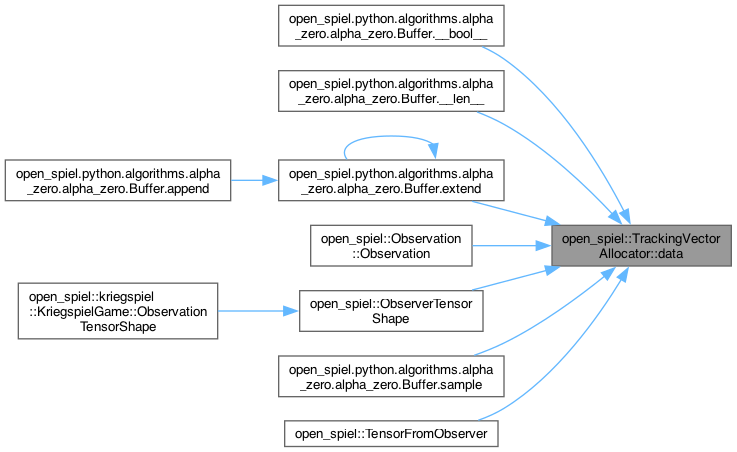 open_spiel.python.algorithms.alpha
_zero.alpha_zero.Buffer.__bool__
open_spiel.python.algorithms.alpha
_zero.alpha_zero.Buffer.__len__
open_spiel.python.algorithms.alpha
_zero.alpha_zero.Buffer.append
open_spiel.python.algorithms.alpha
_zero.alpha_zero.Buffer.extend
open_spiel::Observation
::Observation
open_spiel::TrackingVector
Allocator::data
open_spiel::kriegspiel
::KriegspielGame::Observation
TensorShape
open_spiel::ObserverTensor
Shape
open_spiel.python.algorithms.alpha
_zero.alpha_zero.Buffer.sample
open_spiel::TensorFromObserver